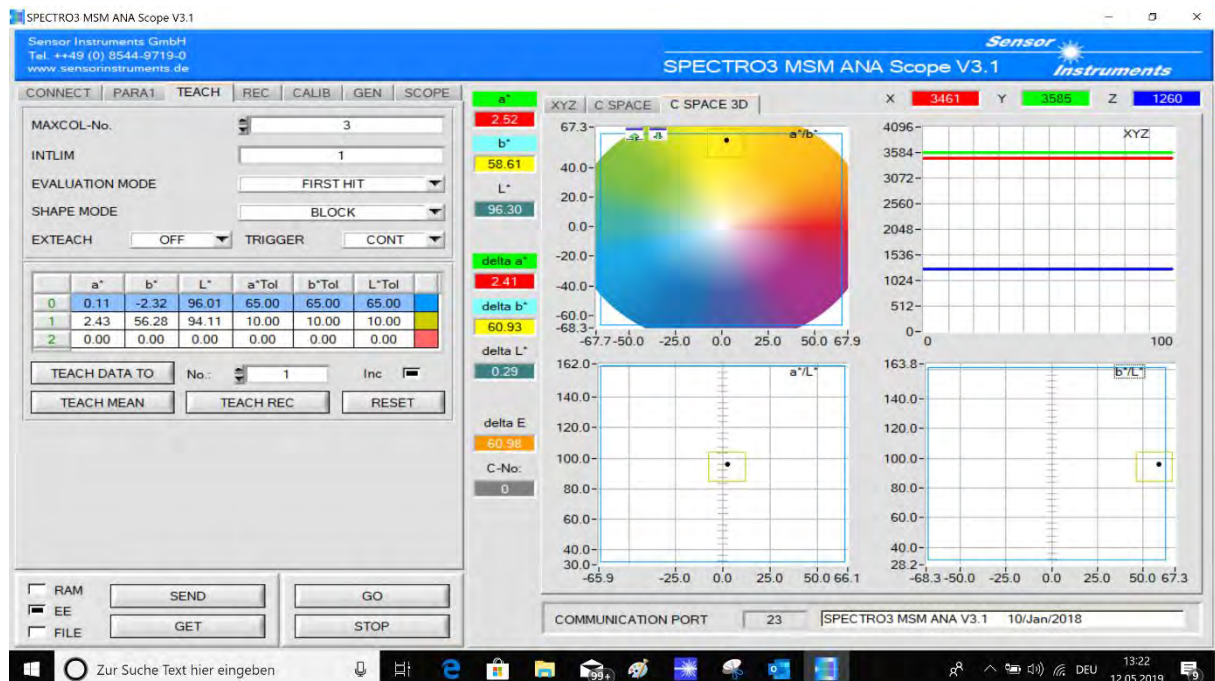 SPECTRO3 MSM ANA Scope V3.1
Sensor Instruments GmbH
Tel. ++49 (0) 8544-9719-0
www.sensorinstruments.de
Sensor
Instruments
SPECTRO3 MSM ANA Scope V3.1
CONNECT PARA1 TEACH REC CALIB GEN SCOPE
MAXCOL-No. 3
INTLIM 1
EVALUATION MODE FIRST HIT
SHAPE MODE BLOCK
EXTEACH OFF TRIGGER CONT
a* b* L* a*Tol b*Tol L*Tol
0 0.11 -2.32 96.01 65.00 65.00 65.00
1 2.43 56.28 94.11 10.00 10.00 10.00
2 0.00 0.00 0.00 0.00 0.00 0.00
TEACH DATA TO No.: 1 Inc
TEACH MEAN TEACH REC RESET
RAM
EE
FILE
SEND GO
GET STOP
a*
2.52
b*
58.61
L*
96.30
delta a*
2.41
delta b*
60.93
delta L*
0.29
delta E
60.98
C-No:
0
XYZ C SPACE C SPACE 3D
X 3461 Y 3585 Z 1260
a*/b*
67.3
40.0
20.0
0.0
-20.0
-40.0
-60.0
-68.3
-67.7 -50.0 -25.0 0.0 25.0 50.0 67.9
XYZ
4096
3584
3072
2560
2048
1536
1024
512
0
0 100
a*/L*
162.0
140.0
120.0
100.0
80.0
60.0
40.0
30.0
-65.9 -25.0 0.0 25.0 50.0 66.1
b*/L*
163.8
140.0
120.0
100.0
80.0
60.0
40.0
28.2
-68.3 -50.0 -25.0 0.0 25.0 50.0 67.3
COMMUNICATION PORT 23 SPECTRO3 MSM ANA V3.1 10/Jan/2018
Zur Suche Text hier eingeben
99+
DEU
13:22
12.05.2019
9